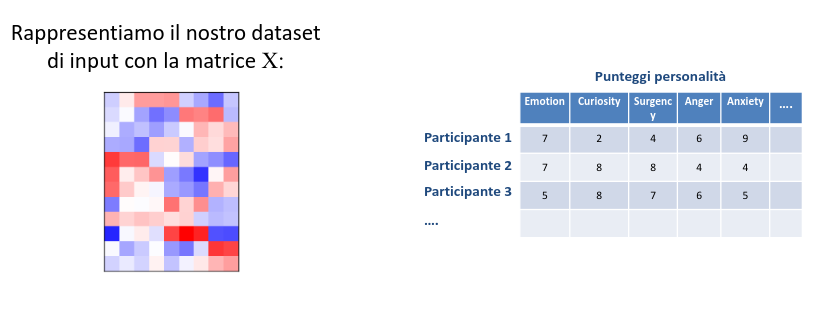 Rappresentiamo il nostro dataset
di input con la matrice X:
Punteggi personalità
Emotion Curiosity Surgency Anger Anxiety ....
Participante 1 7 2 4 6 9
Participante 2 7 8 8 4 4
Participante 3 5 8 7 6 5
....